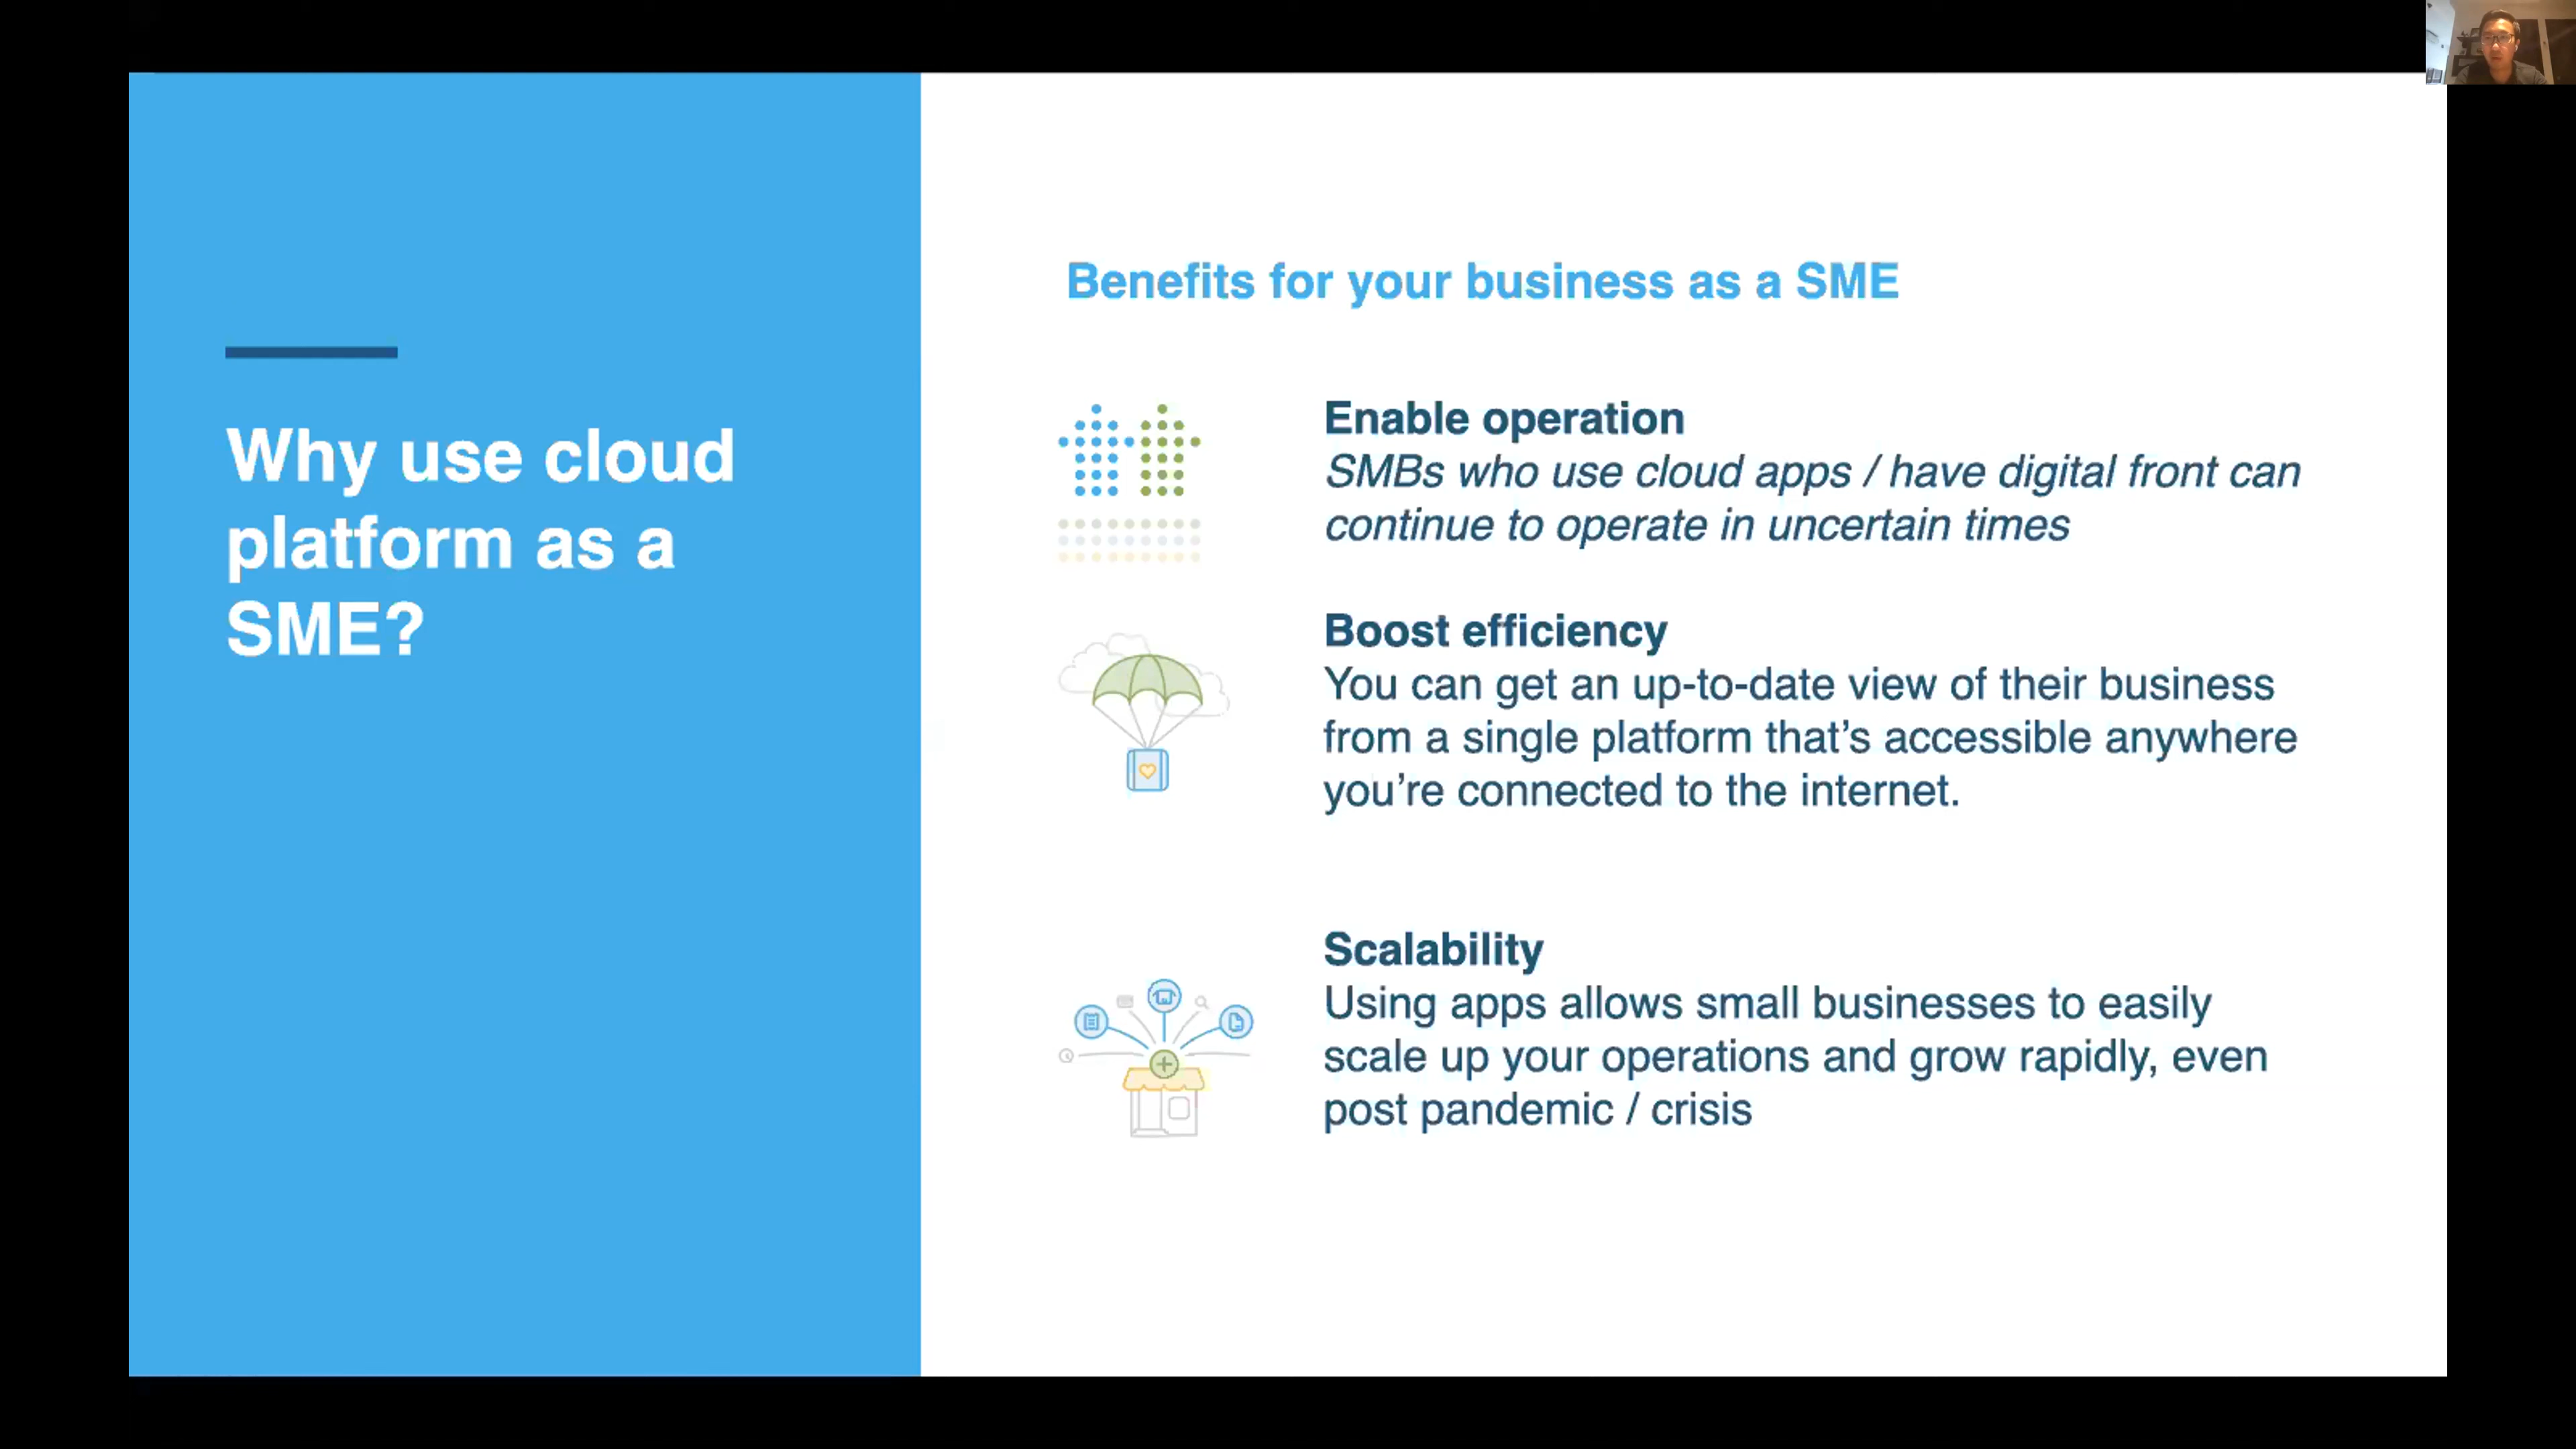 Why use cloud
platform as a
SME?
Benefits for your business as a SME
Enable operation
SMBs who use cloud apps / have digital front can
continue to operate in uncertain times
Boost efficiency
You can get an up-to-date view of their business
from a single platform that’s accessible anywhere
you’re connected to the internet.
Scalability
Using apps allows small businesses to easily
scale up your operations and grow rapidly, even
post pandemic / crisis